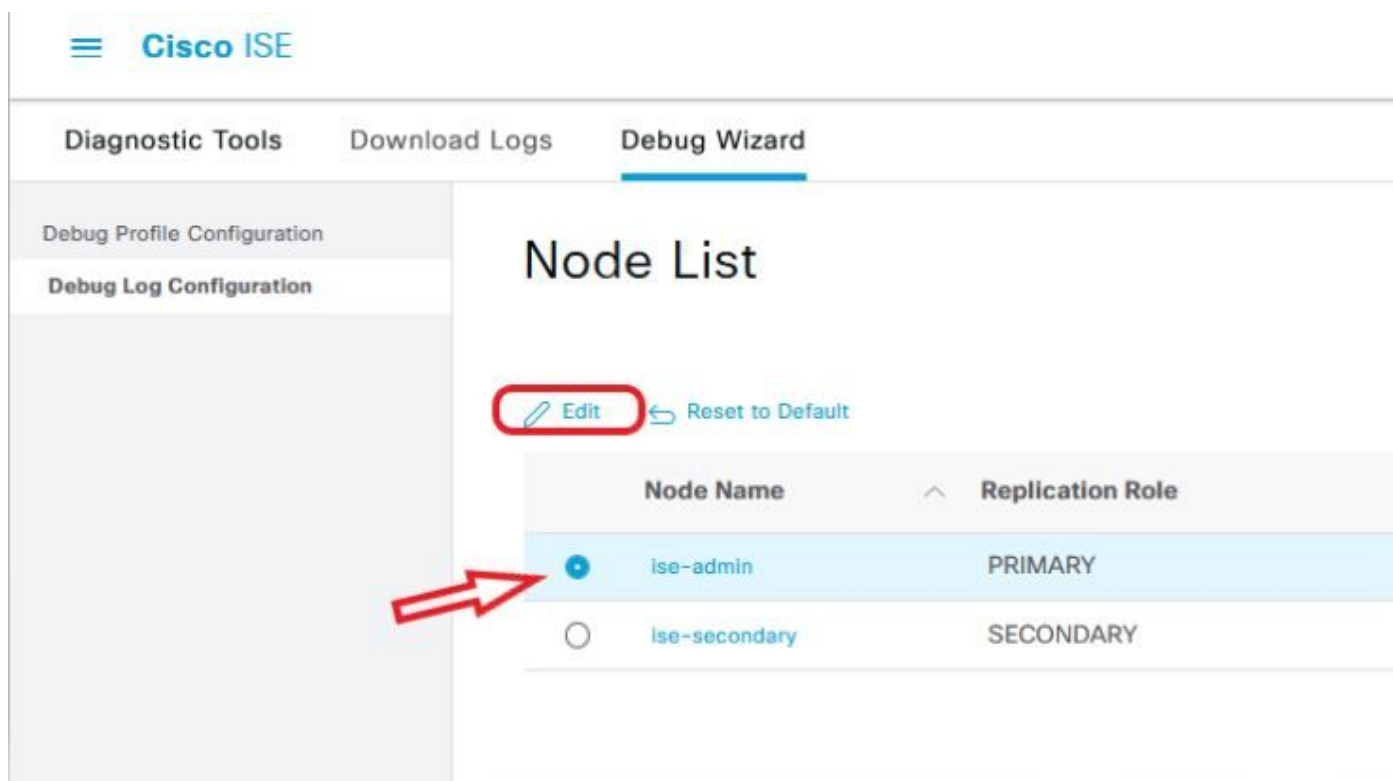 Cisco ISE
Diagnostic Tools Download Logs Debug Wizard
Debug Profile Configuration
Debug Log Configuration
Node List
Edit Reset to Default
Node Name Replication Role
ise-admin PRIMARY
ise-secondary SECONDARY